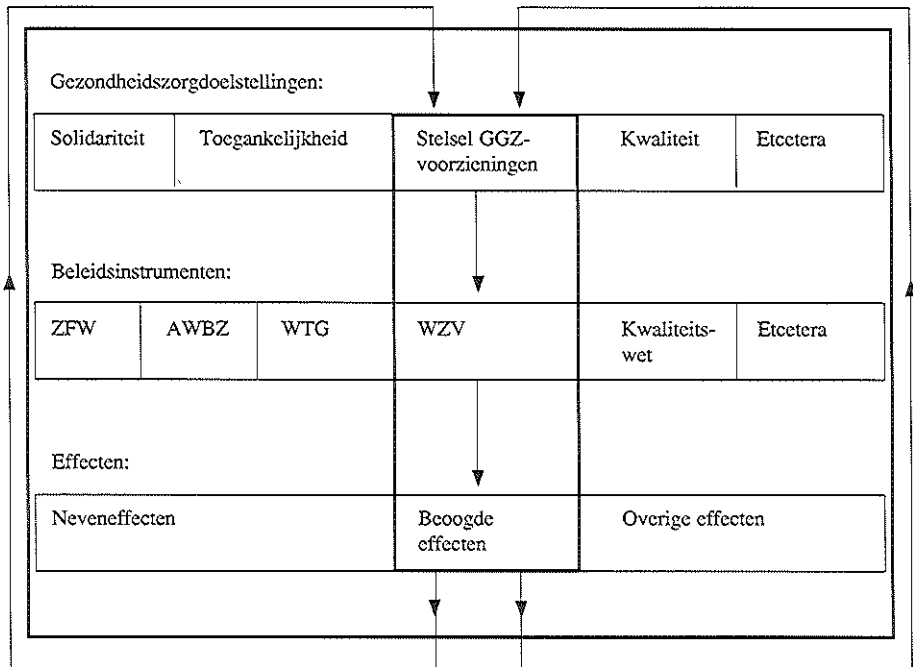 Gezondheidszorgdoelstellingen:
Solidariteit Toegankelijkheid Stelsel GGZ- Kwaliteit Etcetera
voorzieningen
Beleidsinstrumenten:
ZFW AWBZ WTG WZV Kwaliteits- Etcetera
wet
Effecten:
Neveneffecten Beoogde Overige effecten
effecten